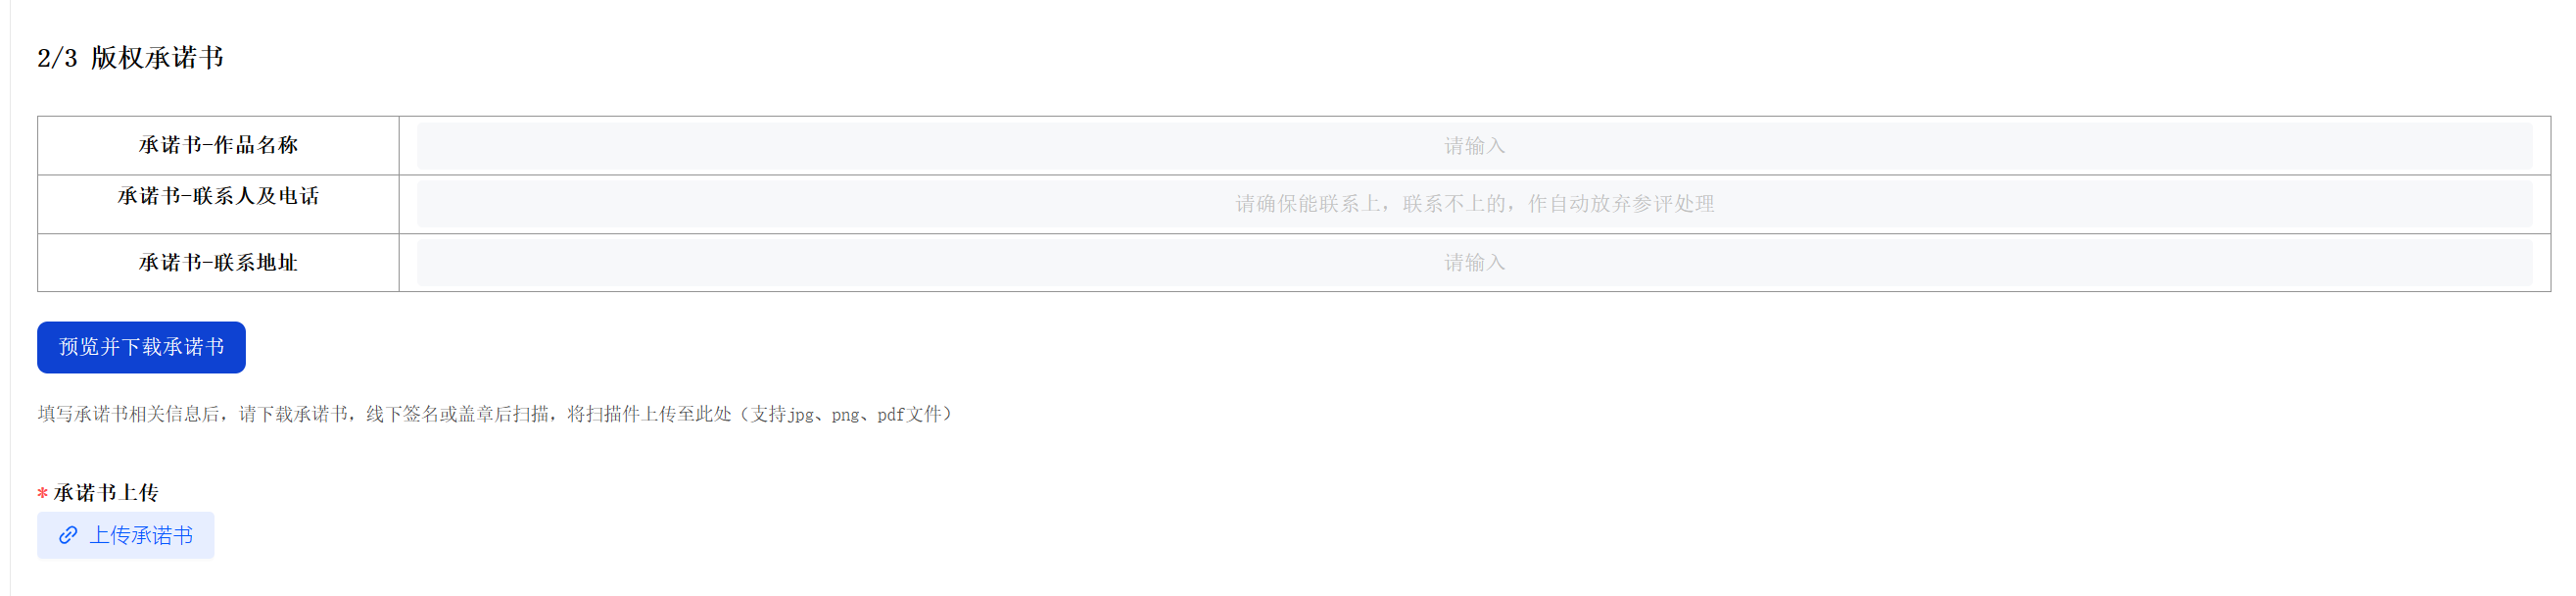 2/3 版权承诺书
承诺书-作品名称
请输入
承诺书-联系人及电话
请确保能联系上，联系不上的，作自动放弃参评处理
承诺书-联系地址
请输入
预览并下载承诺书
填写承诺书相关信息后，请下载承诺书，线下签名或盖章后扫描，将扫描件上传至此处（支持jpg、png、pdf文件）
* 承诺书上传
上传承诺书